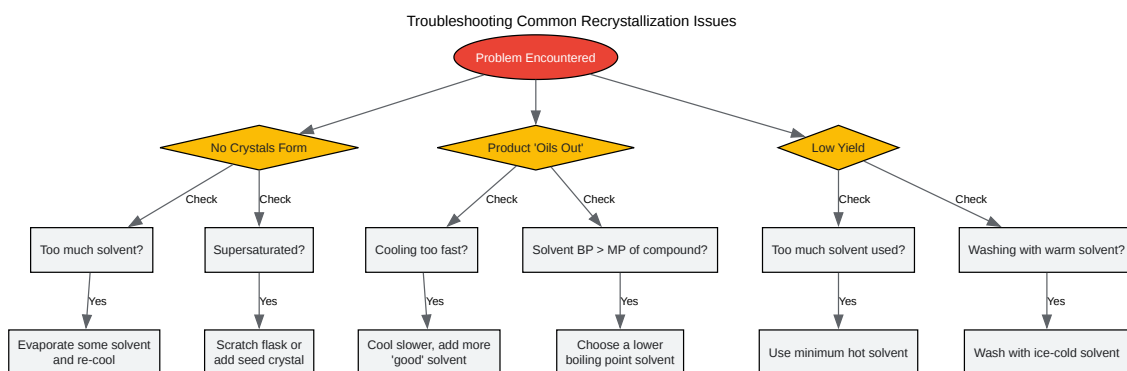 Troubleshooting Common Recrystallization Issues
Problem Encountered
No Crystals Form
Product 'Oils Out'
Low Yield
Check
Check
Check
Check
Check
Check
Too much solvent?
Supersaturated?
Cooling too fast?
Solvent BP > MP of compound?
Too much solvent used?
Washing with warm solvent?
Yes
Yes
Yes
Yes
Yes
Yes
Evaporate some solvent
and re-cool
Scratch flask or
add seed crystal
Cool slower, add more
'good' solvent
Choose a lower
boiling point solvent
Use minimum hot solvent
Wash with ice-cold solvent